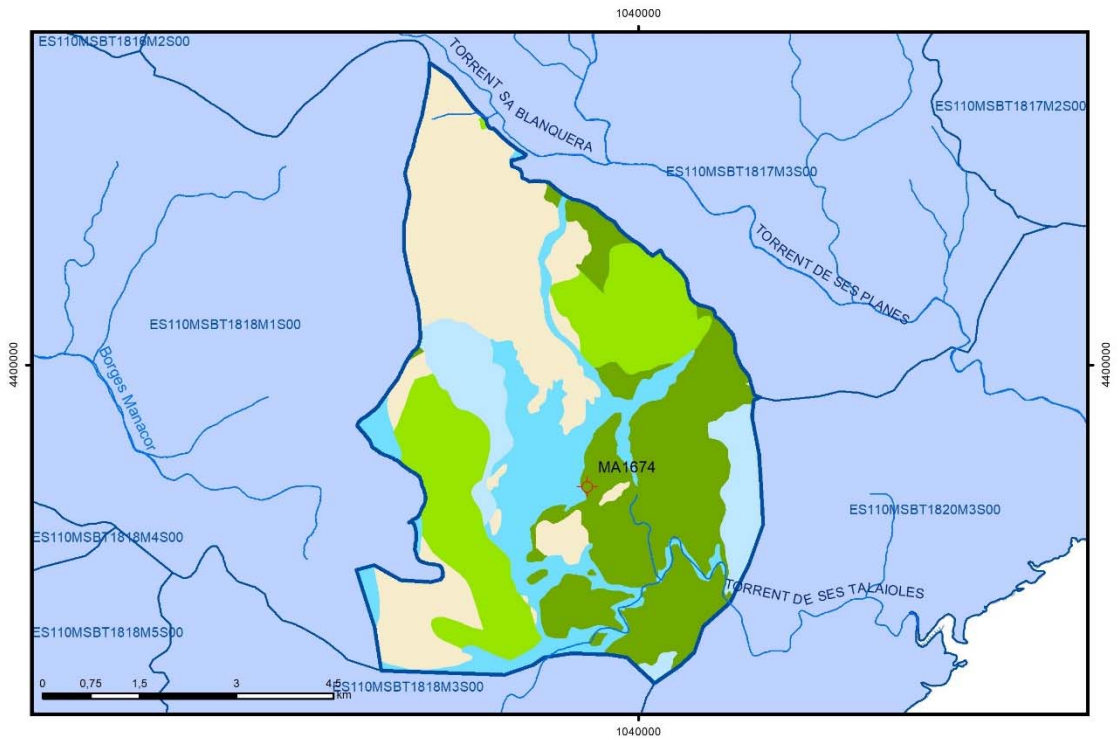 1040000
ES110MSBT1816M2S00
TORRENT SA BLANQUERA
ES110MSBT1817M2S00
ES110MSBT1817M3S00
TORRENT DE SES PLANES
ES110MSBT1818M1S00
4400000
4400000
Borges Manacor
MA1674
ES110MSBT1820M3S00
ES110MSBT1818M4S00
TORRENT DE SES TALAIOLES
ES110MSBT1818M5S00
0 0,75 1,5 3 4,5
km
ES110MSBT1818M3S00
1040000